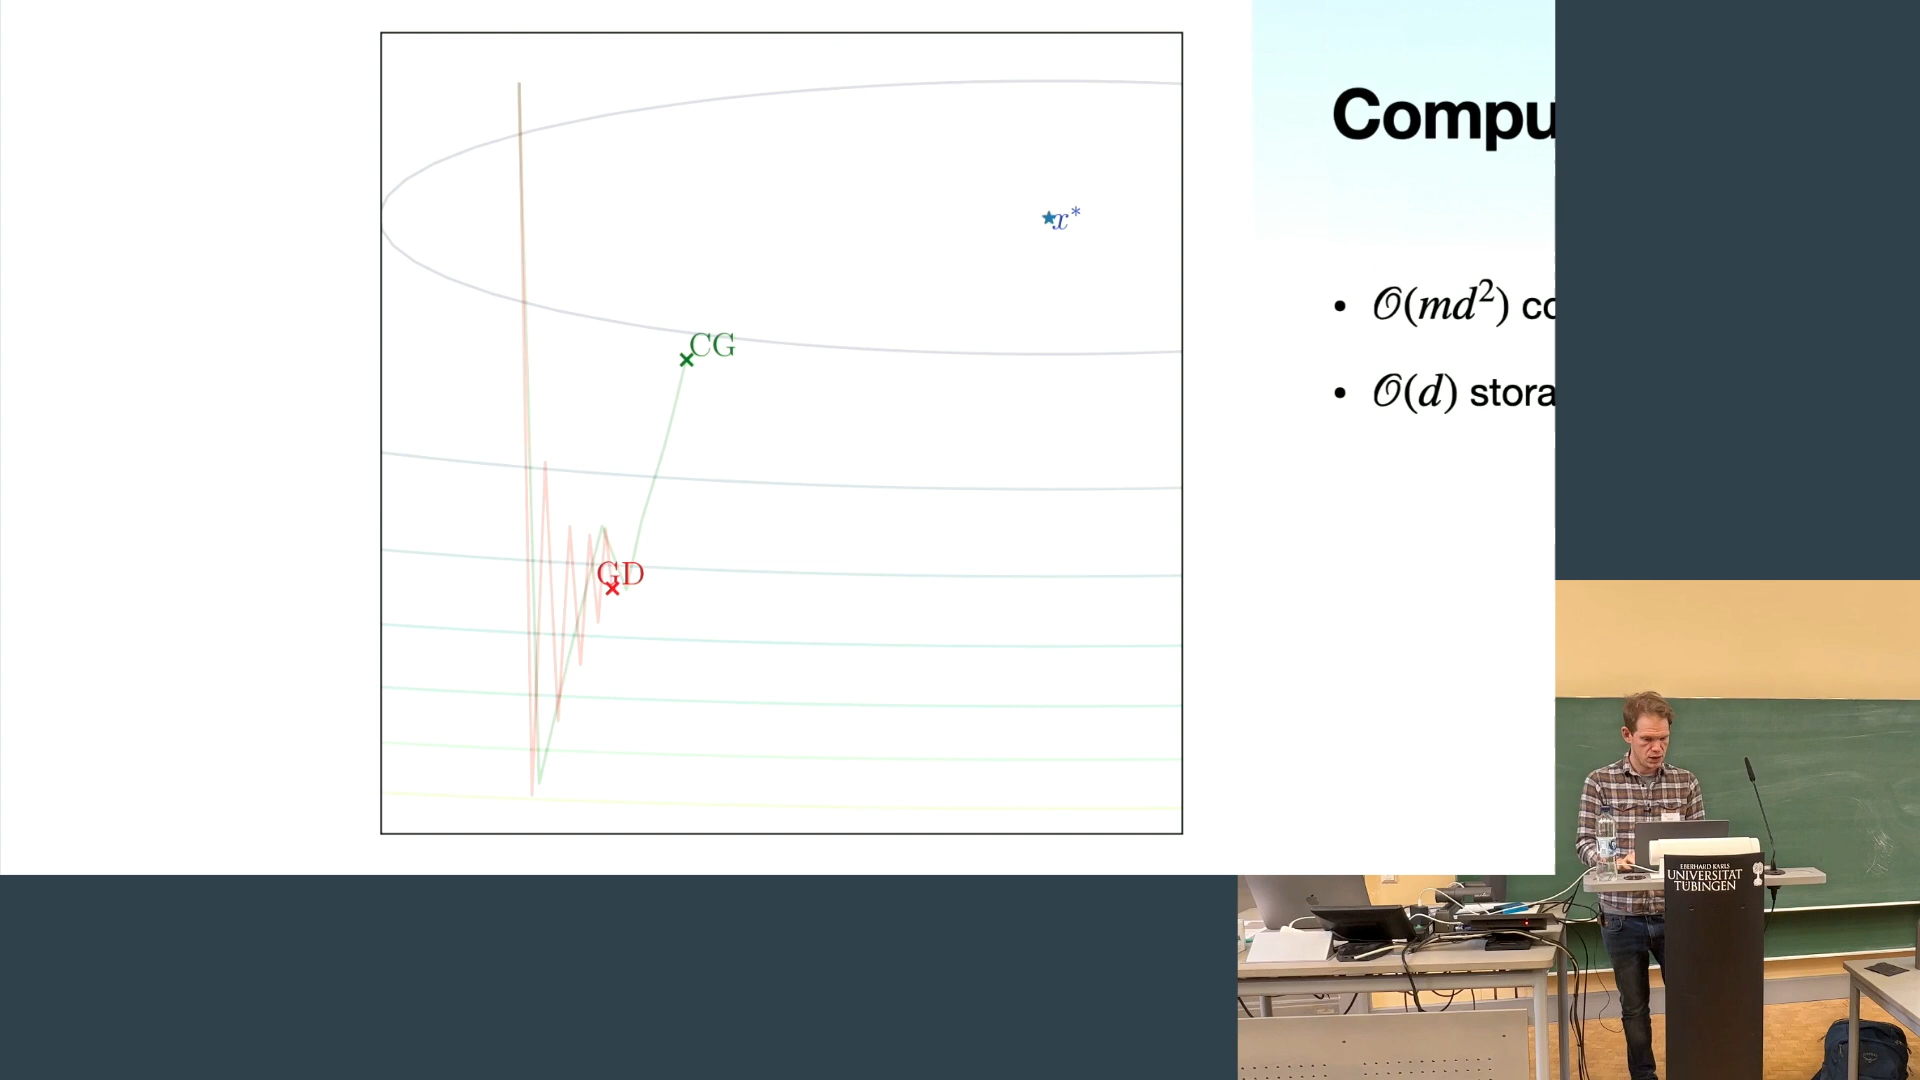 x*
CG
GD
Compu
• 𝒪(md²) co
• 𝒪(d) stora
EBERHARD KARLS
UNIVERSITÄT
TÜBINGEN